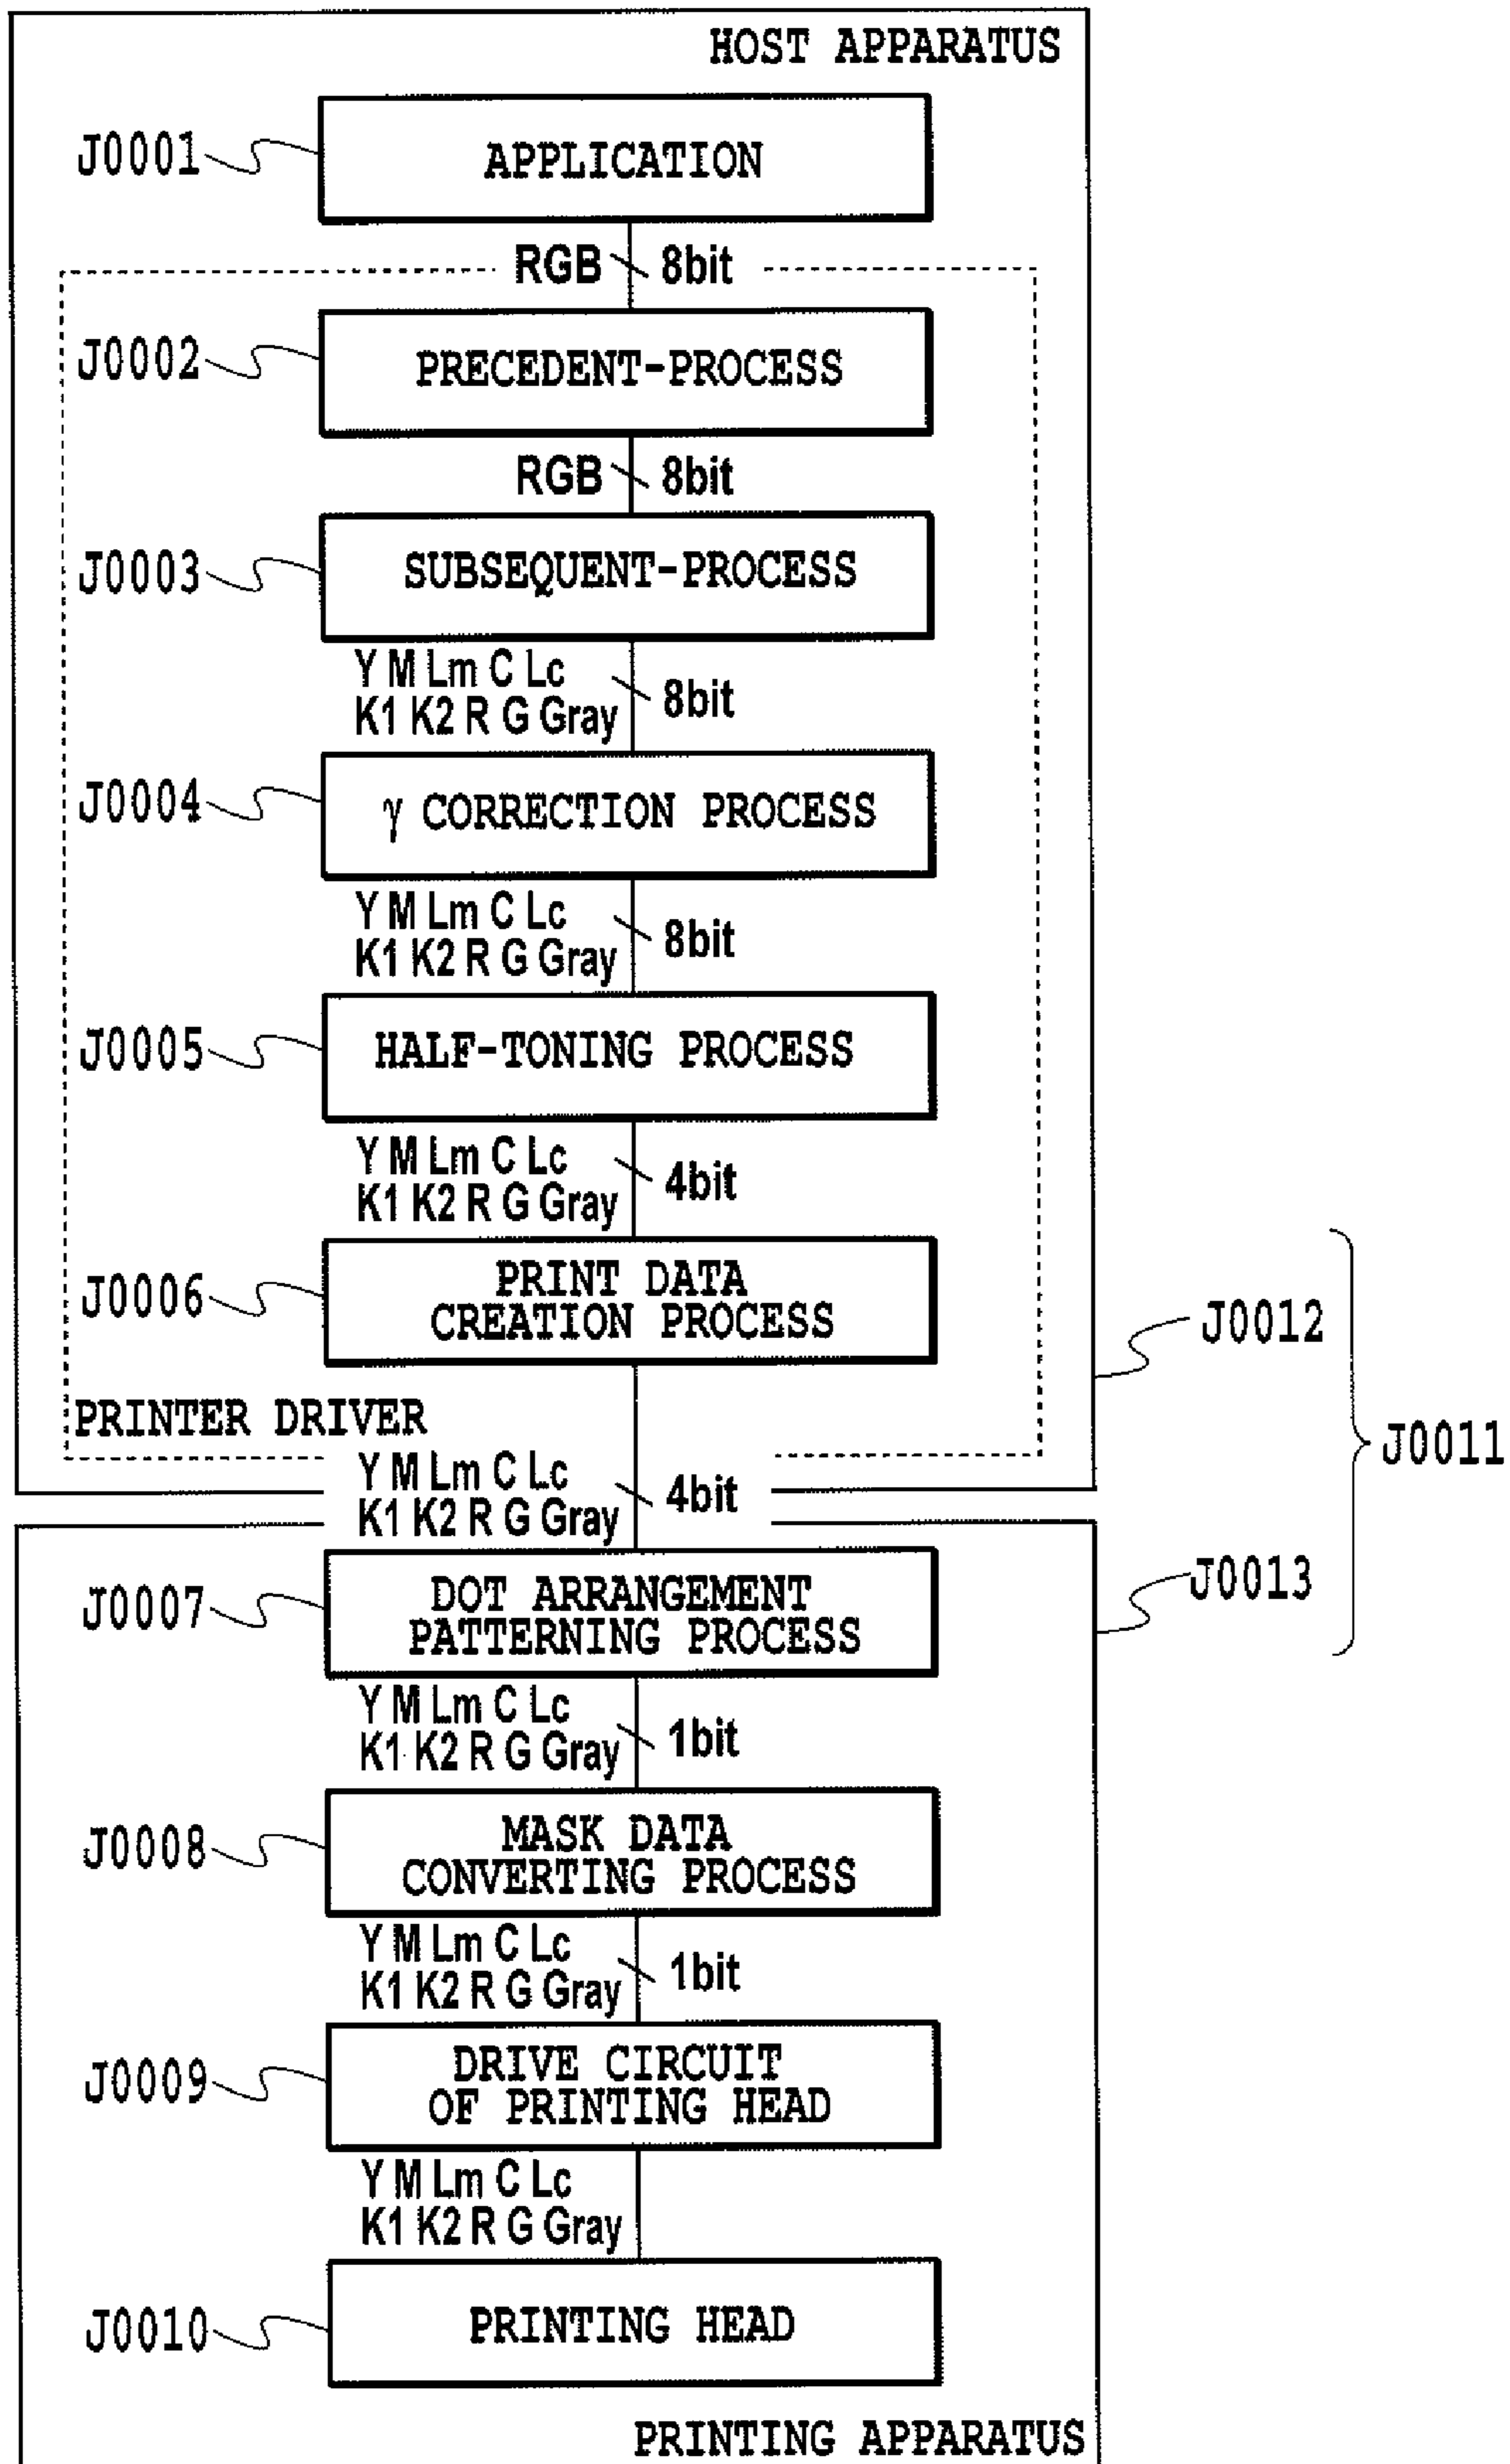 HOST APPARATUS
J0001
APPLICATION
RGB 8bit
J0002
PRECEDENT-PROCESS
RGB 8bit
J0003
SUBSEQUENT-PROCESS
Y M Lm C Lc
K1 K2 R G Gray
8bit
J0004
γ CORRECTION PROCESS
Y M Lm C Lc
K1 K2 R G Gray
8bit
J0005
HALF-TONING PROCESS
Y M Lm C Lc
K1 K2 R G Gray
4bit
J0006
PRINT DATA
CREATION PROCESS
J0012
J0011
PRINTER DRIVER
Y M Lm C Lc
K1 K2 R G Gray
4bit
J0013
J0007
DOT ARRANGEMENT
PATTERNING PROCESS
Y M Lm C Lc
K1 K2 R G Gray
1bit
J0008
MASK DATA
CONVERTING PROCESS
Y M Lm C Lc
K1 K2 R G Gray
1bit
J0009
DRIVE CIRCUIT
OF PRINTING HEAD
Y M Lm C Lc
K1 K2 R G Gray
J0010
PRINTING HEAD
PRINTING APPARATUS